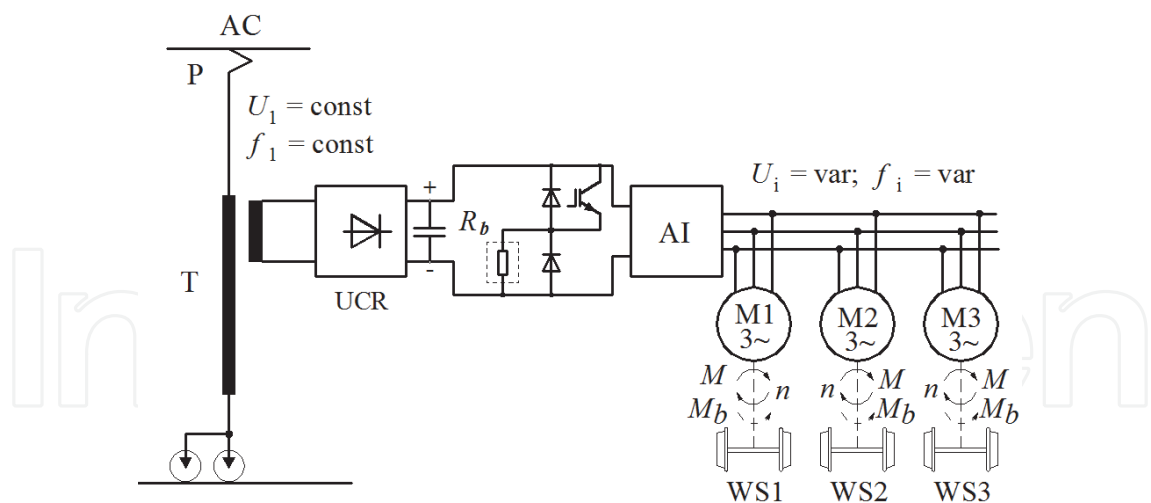 AC
P
U1 = const
f1 = const
Ui = var; fi = var
+
Rb
-
AI
T
UCR
M1
3~
M2
3~
M3
3~
M
n
Mb
n
M
Mb
n
M
Mb
WS1
WS2
WS3